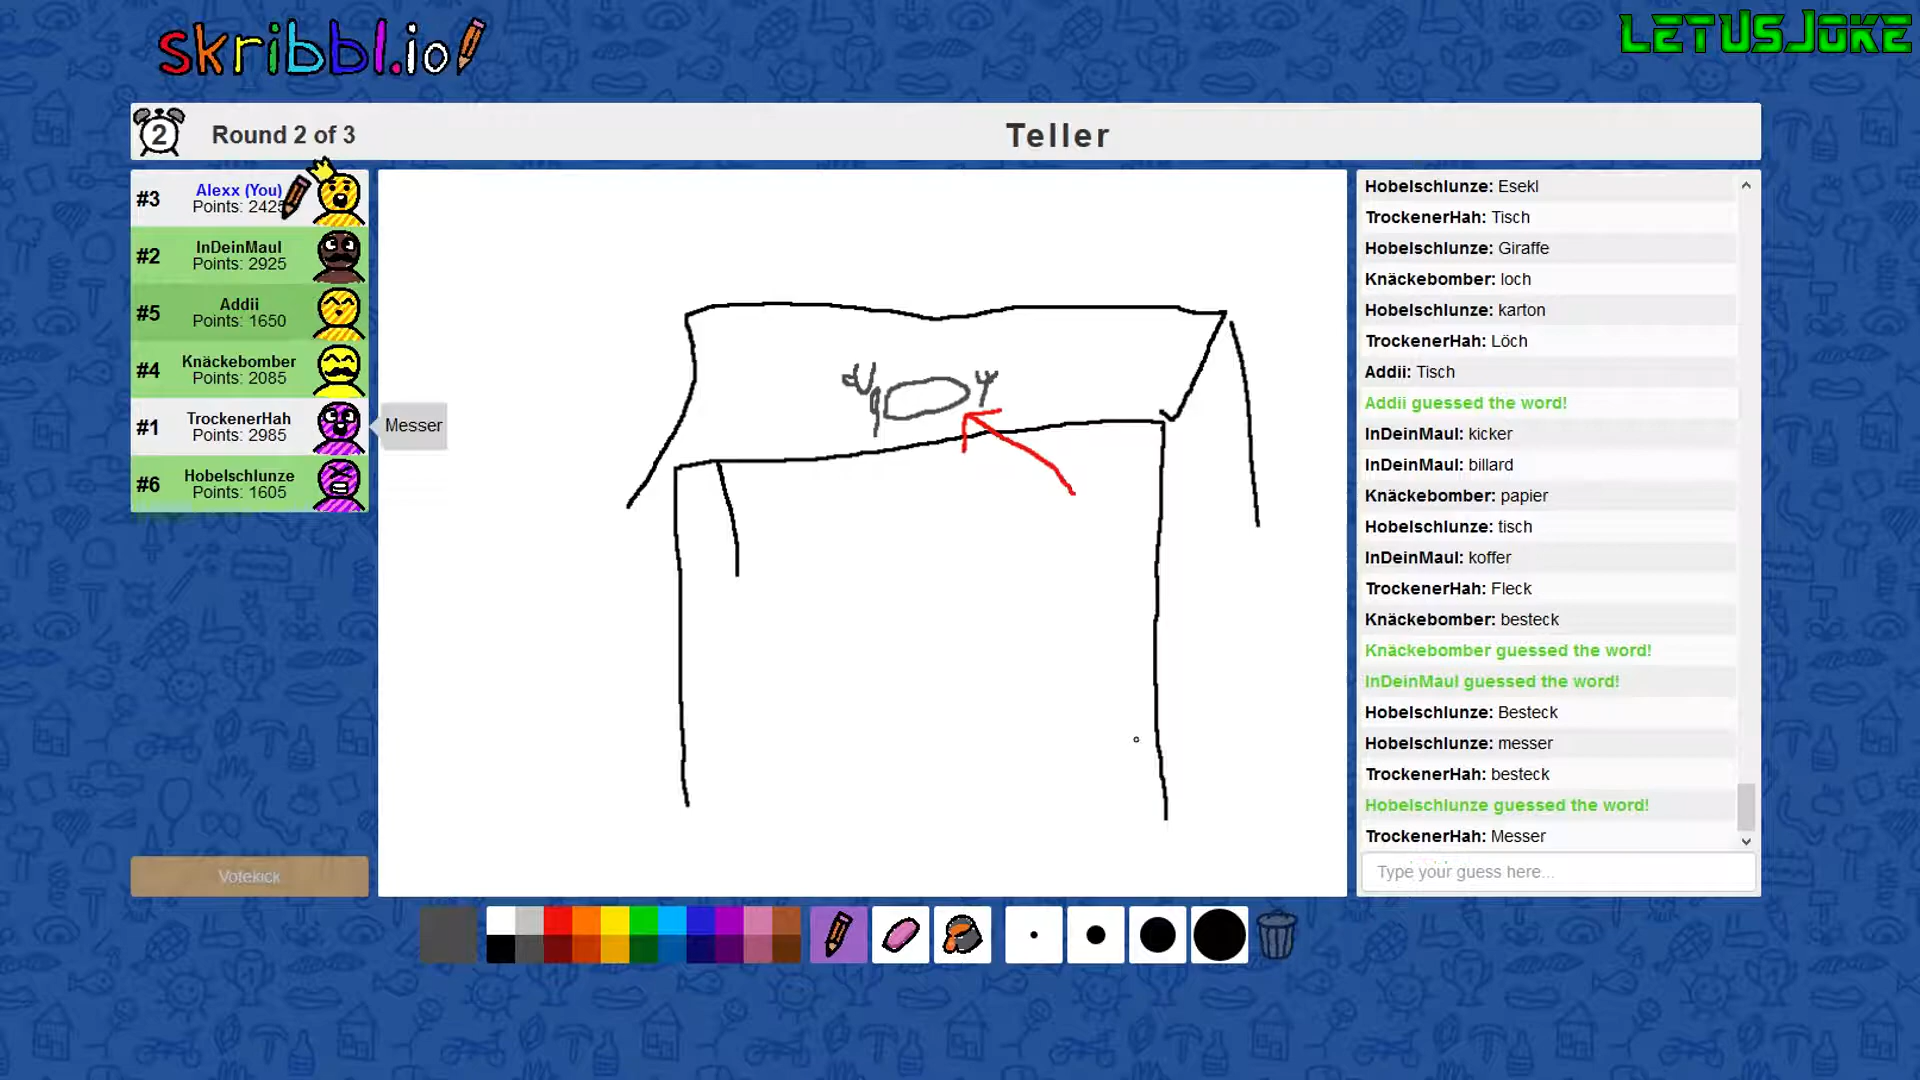 skribbl.io
LETUSJOKE
2
Round 2 of 3
Teller
#3
Alexx (You)
Points: 2425
#2
InDeinMaul
Points: 2925
#5
Addii
Points: 1650
#4
Knäckebomber
Points: 2085
#1
TrockenerHah
Points: 2985
Messer
#6
Hobelschlunze
Points: 1605
Votekick
Hobelschlunze: Esekl
TrockenerHah: Tisch
Hobelschlunze: Giraffe
Knäckebomber: loch
Hobelschlunze: karton
TrockenerHah: Löch
Addii: Tisch
Addii guessed the word!
InDeinMaul: kicker
InDeinMaul: billard
Knäckebomber: papier
Hobelschlunze: tisch
InDeinMaul: koffer
TrockenerHah: Fleck
Knäckebomber: besteck
Knäckebomber guessed the word!
InDeinMaul guessed the word!
Hobelschlunze: Besteck
Hobelschlunze: messer
TrockenerHah: besteck
Hobelschlunze guessed the word!
TrockenerHah: Messer
Type your guess here...